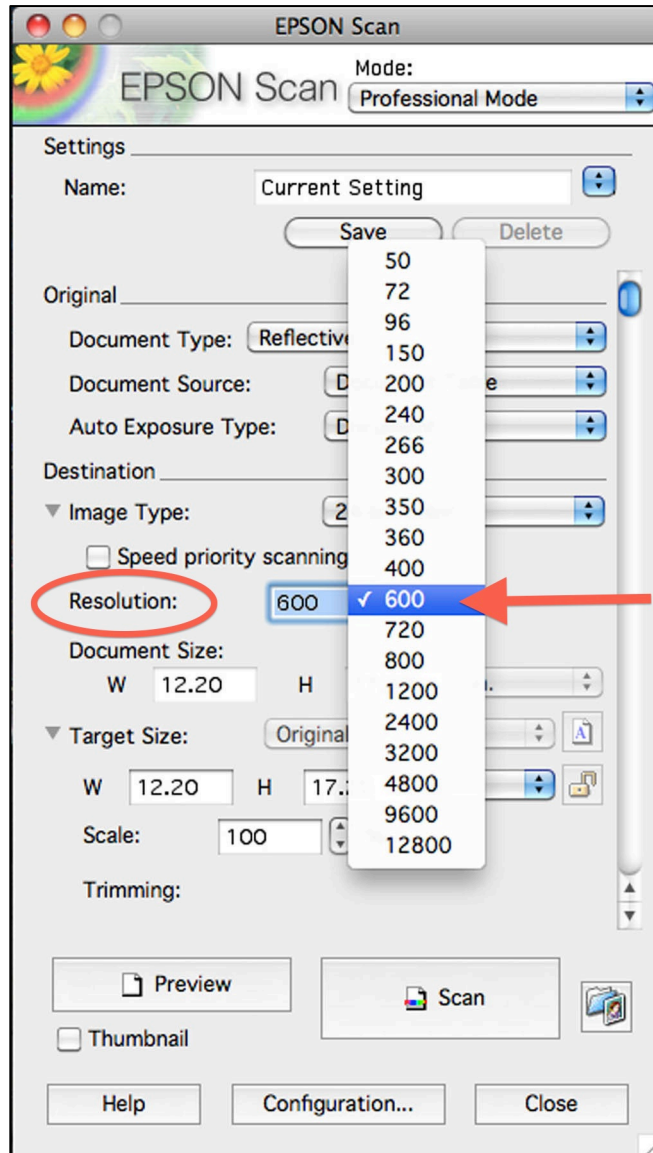 EPSON Scan
EPSON Scan
Mode:
Professional Mode
Settings
Name: Current Setting
Save Delete
50
Original
72
96
Document Type: Reflective
150
Document Source: 200
240
Auto Exposure Type:
266
Destination
300
Image Type: 350
360
Speed priority scanning
400
Resolution: 600 ✓ 600
720
Document Size:
800
W 12.20 H
1200
2400
Target Size: Original
3200
W 12.20 H 17. 4800
9600
Scale: 100
12800
Trimming:
Preview
Scan
Thumbnail
Help Configuration... Close